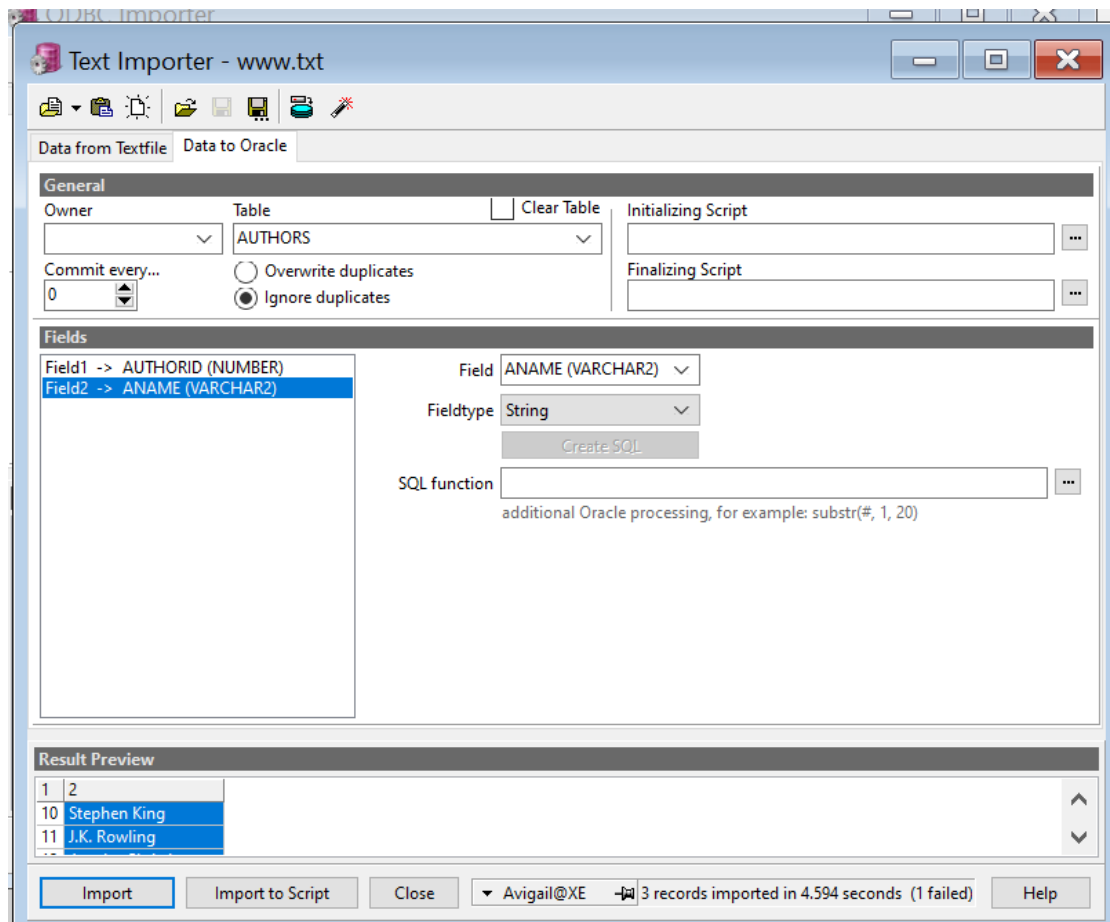 ODBC Importer
Text Importer - www.txt
Data from Textfile Data to Oracle
General
Owner Table Clear Table Initializing Script
AUTHORS
Commit every... Overwrite duplicates Finalizing Script
0 Ignore duplicates
Fields
Field1 -> AUTHORID (NUMBER)
Field2 -> ANAME (VARCHAR2)
Field ANAME (VARCHAR2)
Fieldtype String
Create SQL
SQL function
additional Oracle processing, for example: substr(#, 1, 20)
Result Preview
1 2
10 Stephen King
11 J.K. Rowling
Import Import to Script Close Avigail@XE 3 records imported in 4.594 seconds (1 failed) Help